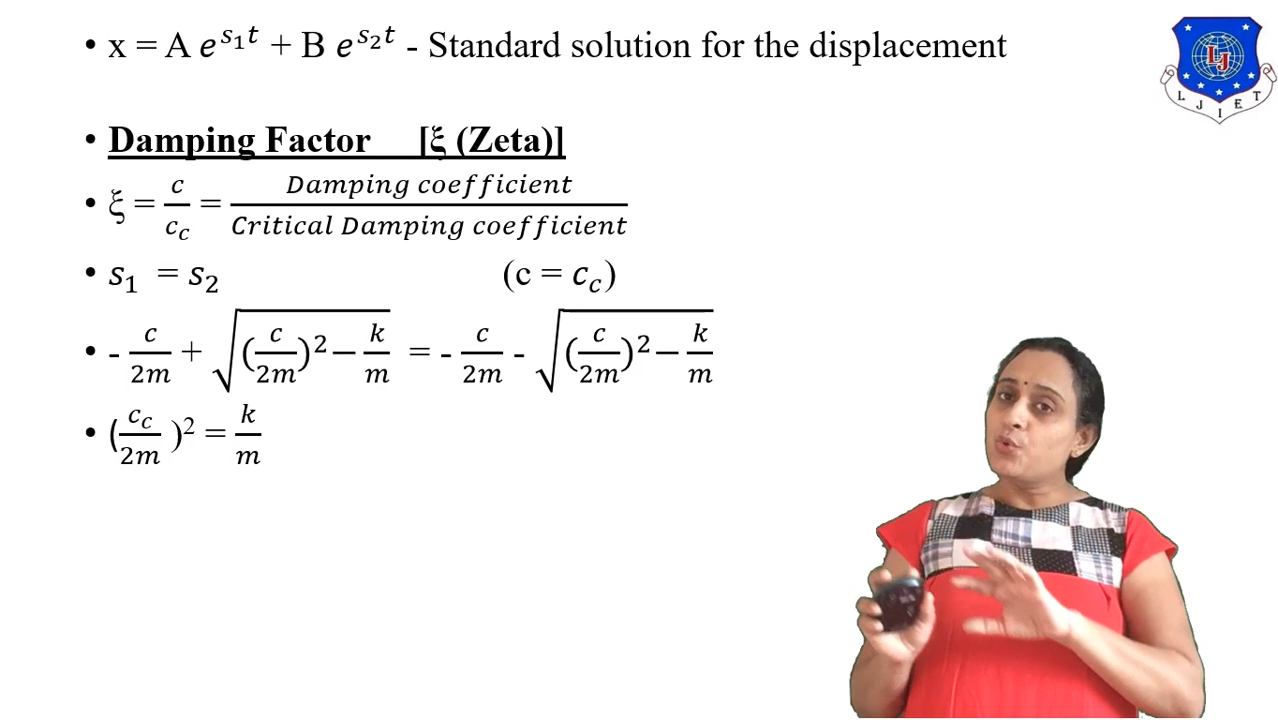 • x = A e^{s₁t} + B e^{s₂t} - Standard solution for the displacement
• Damping Factor [ξ (Zeta)]
• ξ = c/c_c = Damping coefficient/Critical Damping coefficient
• s₁ = s₂ (c = c_c)
• - c/2m + √((c/2m)² − k/m) = - c/2m - √((c/2m)² − k/m)
• (c_c/2m)² = k/m
LJ
L J I E T